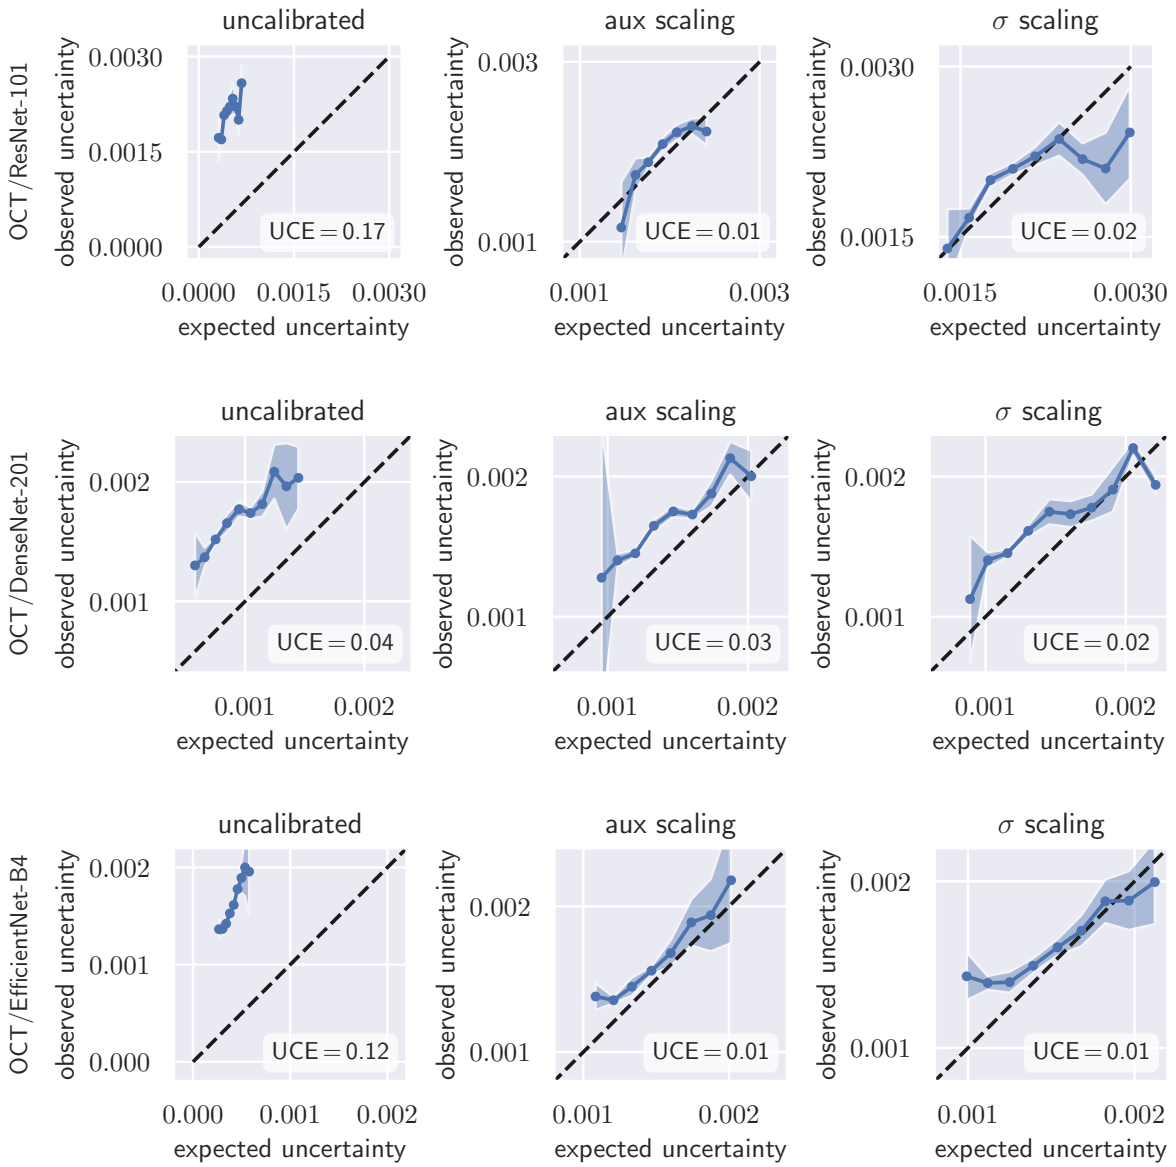 uncalibrated
aux scaling
σ scaling
OCT/ResNet-101
observed uncertainty
0.0030
0.0015
0.0000
UCE = 0.17
0.0000
0.0015
0.0030
expected uncertainty
observed uncertainty
0.003
0.001
UCE = 0.01
0.001
0.003
expected uncertainty
observed uncertainty
0.0030
0.0015
UCE = 0.02
0.0015
0.0030
expected uncertainty
uncalibrated
aux scaling
σ scaling
OCT/DenseNet-201
observed uncertainty
0.002
0.001
UCE = 0.04
0.001
0.002
expected uncertainty
observed uncertainty
0.002
0.001
UCE = 0.03
0.001
0.002
expected uncertainty
observed uncertainty
0.002
0.001
UCE = 0.02
0.001
0.002
expected uncertainty
uncalibrated
aux scaling
σ scaling
OCT/EfficientNet-B4
observed uncertainty
0.002
0.001
0.000
UCE = 0.12
0.000
0.001
0.002
expected uncertainty
observed uncertainty
0.002
0.001
UCE = 0.01
0.001
0.002
expected uncertainty
observed uncertainty
0.002
0.001
UCE = 0.01
0.001
0.002
expected uncertainty